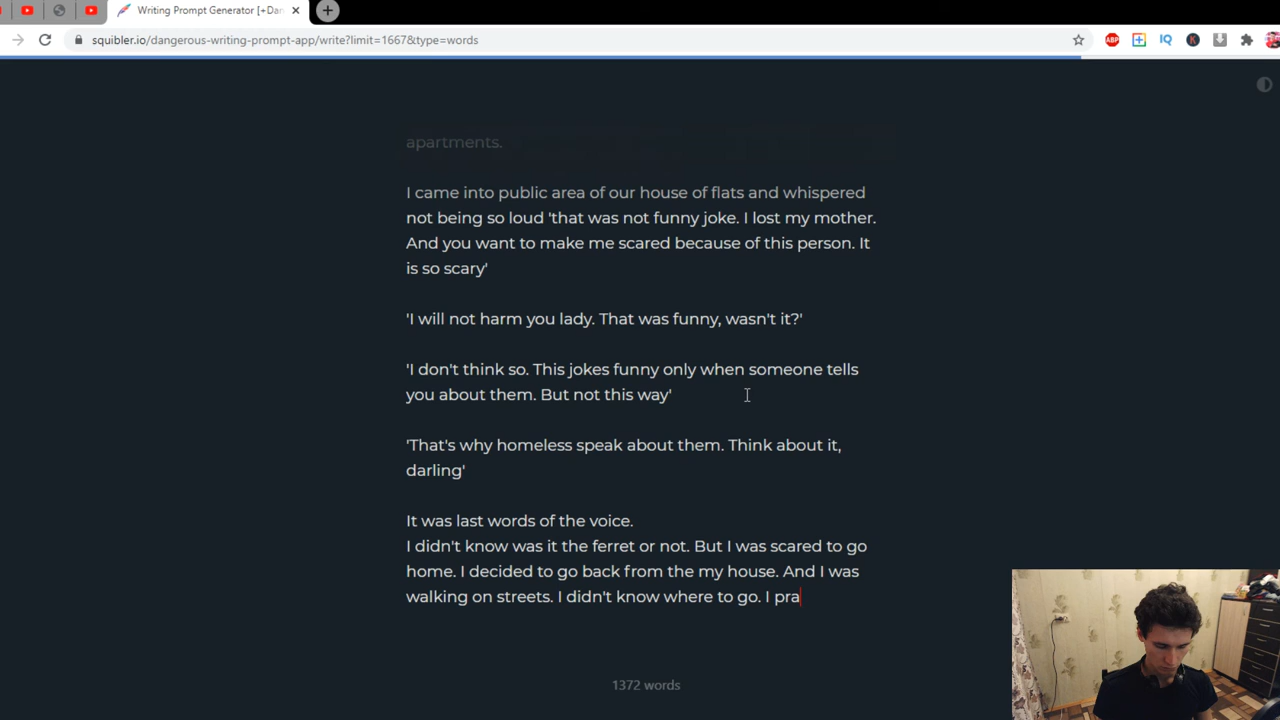 Writing Prompt Generator [+Dan
squibler.io/dangerous-writing-prompt-app/write?limit=1667&type=words
ABP
IQ
K
apartments.
I came into public area of our house of flats and whispered
not being so loud 'that was not funny joke. I lost my mother.
And you want to make me scared because of this person. It
is so scary'
'I will not harm you lady. That was funny, wasn't it?'
'I don't think so. This jokes funny only when someone tells
you about them. But not this way'
'That's why homeless speak about them. Think about it,
darling'
It was last words of the voice.
I didn't know was it the ferret or not. But I was scared to go
home. I decided to go back from the my house. And I was
walking on streets. I didn't know where to go. I pra
1372 words